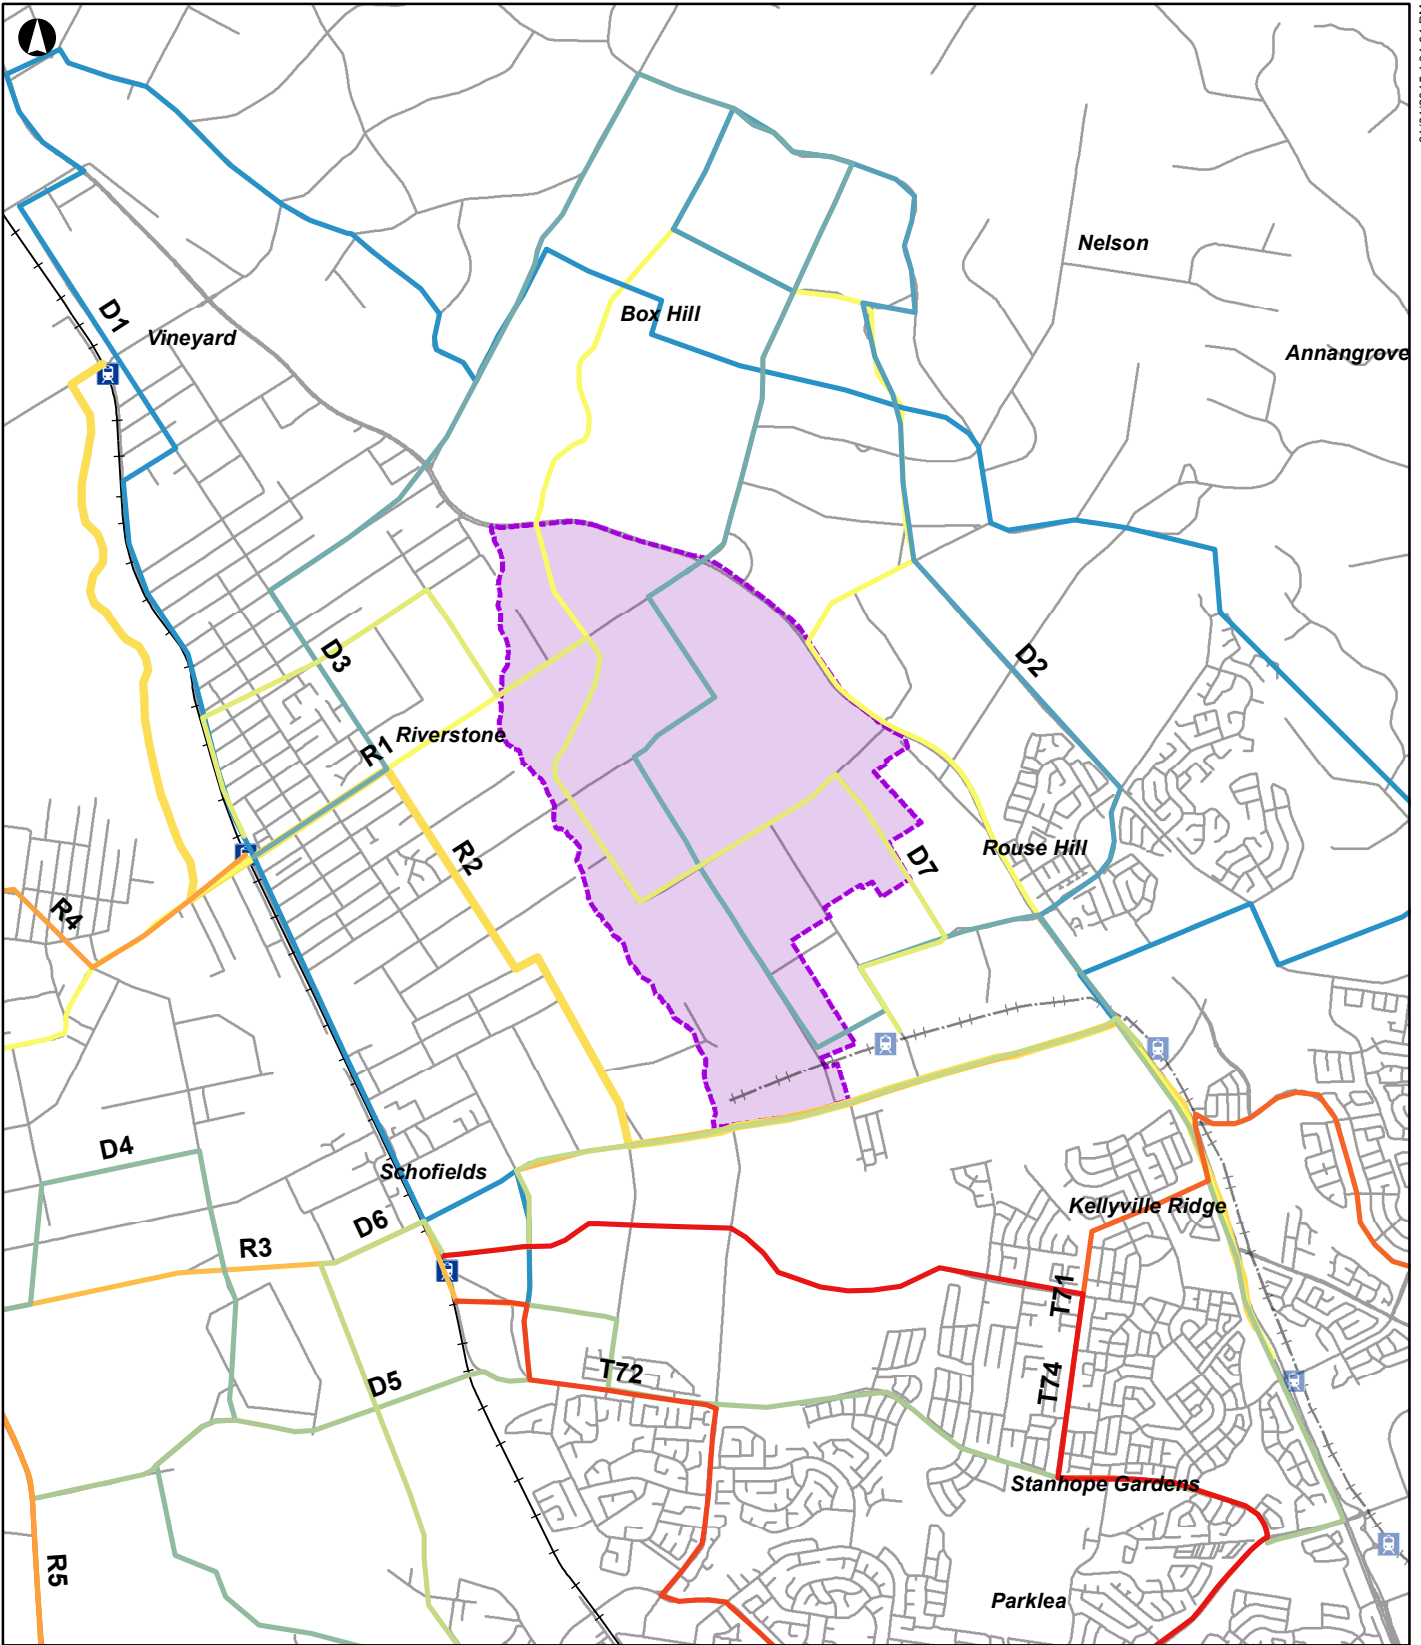 Nelson
D1
Box Hill
Vineyard
Annangrove
D3
D2
R1
Riverstone
R2
Rouse Hill
D7
R4
D4
Schofields
Kellyville Ridge
D6
R3
T71
T72
T74
D5
Stanhope Gardens
R5
Parklea